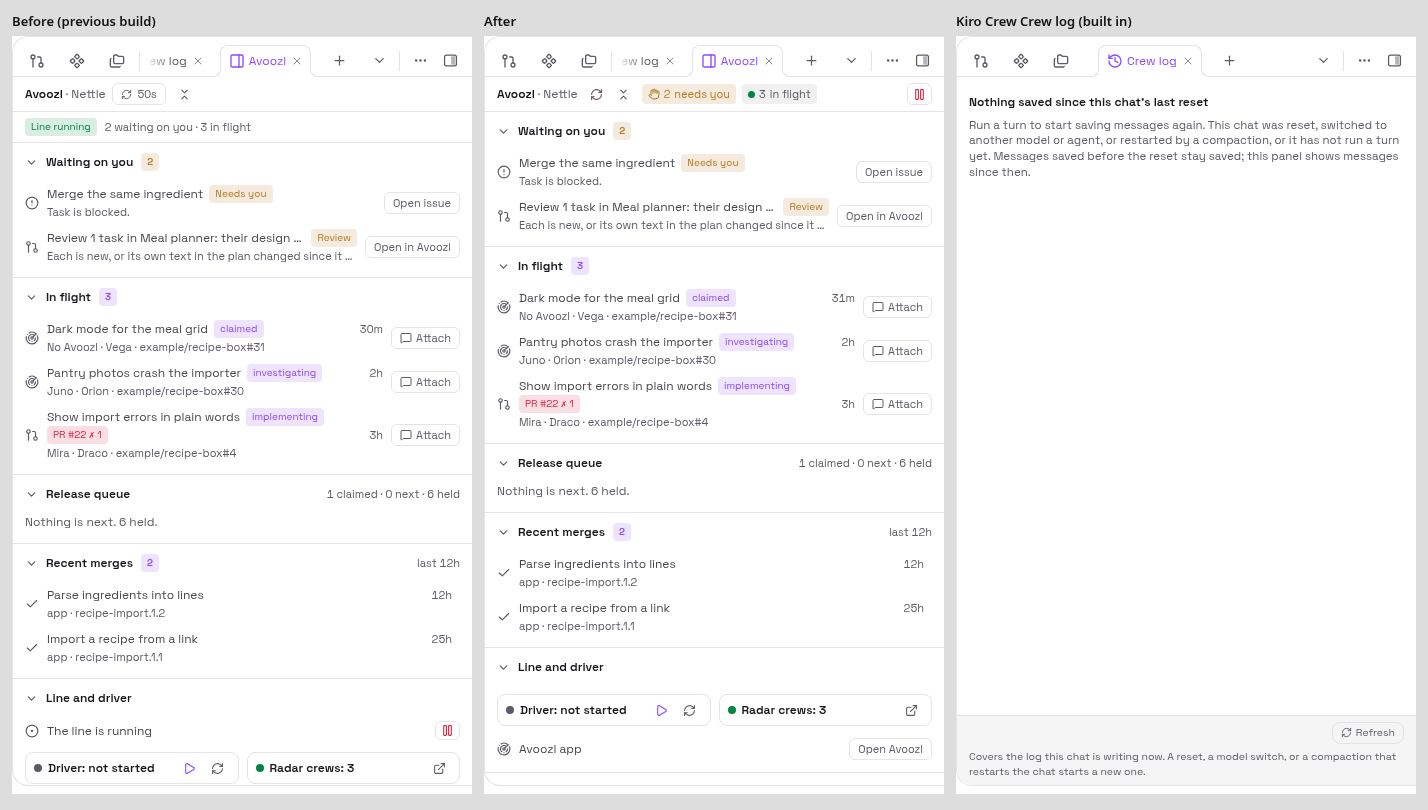 Before (previous build)
ew log
Avoozl
Avoozl · Nettle
50s
Line running
2 waiting on you · 3 in flight
Waiting on you
2
Merge the same ingredient
Needs you
Task is blocked.
Open issue
Review 1 task in Meal planner: their design ...
Review
Each is new, or its own text in the plan changed since it ...
Open in Avoozl
In flight
3
Dark mode for the meal grid
claimed
No Avoozl · Vega · example/recipe-box#31
30m
Attach
Pantry photos crash the importer
investigating
Juno · Orion · example/recipe-box#30
2h
Attach
Show import errors in plain words
implementing
PR #22 ✗ 1
Mira · Draco · example/recipe-box#4
3h
Attach
Release queue
1 claimed · 0 next · 6 held
Nothing is next. 6 held.
Recent merges
2
last 12h
Parse ingredients into lines
app · recipe-import.1.2
12h
Import a recipe from a link
app · recipe-import.1.1
25h
Line and driver
The line is running
Driver: not started
Radar crews: 3
After
ew log
Avoozl
Avoozl · Nettle
2 needs you
3 in flight
Waiting on you
2
Merge the same ingredient
Needs you
Task is blocked.
Open issue
Review 1 task in Meal planner: their design ...
Review
Each is new, or its own text in the plan changed since it ...
Open in Avoozl
In flight
3
Dark mode for the meal grid
claimed
No Avoozl · Vega · example/recipe-box#31
31m
Attach
Pantry photos crash the importer
investigating
Juno · Orion · example/recipe-box#30
2h
Attach
Show import errors in plain words
implementing
PR #22 ✗ 1
Mira · Draco · example/recipe-box#4
3h
Attach
Release queue
1 claimed · 0 next · 6 held
Nothing is next. 6 held.
Recent merges
2
last 12h
Parse ingredients into lines
app · recipe-import.1.2
12h
Import a recipe from a link
app · recipe-import.1.1
25h
Line and driver
Driver: not started
Radar crews: 3
Avoozl app
Open Avoozl
Kiro Crew Crew log (built in)
Crew log
Nothing saved since this chat's last reset
Run a turn to start saving messages again. This chat was reset, switched to
another model or agent, or restarted by a compaction, or it has not run a turn
yet. Messages saved before the reset stay saved; this panel shows messages
since then.
Refresh
Covers the log this chat is writing now. A reset, a model switch, or a compaction that
restarts the chat starts a new one.